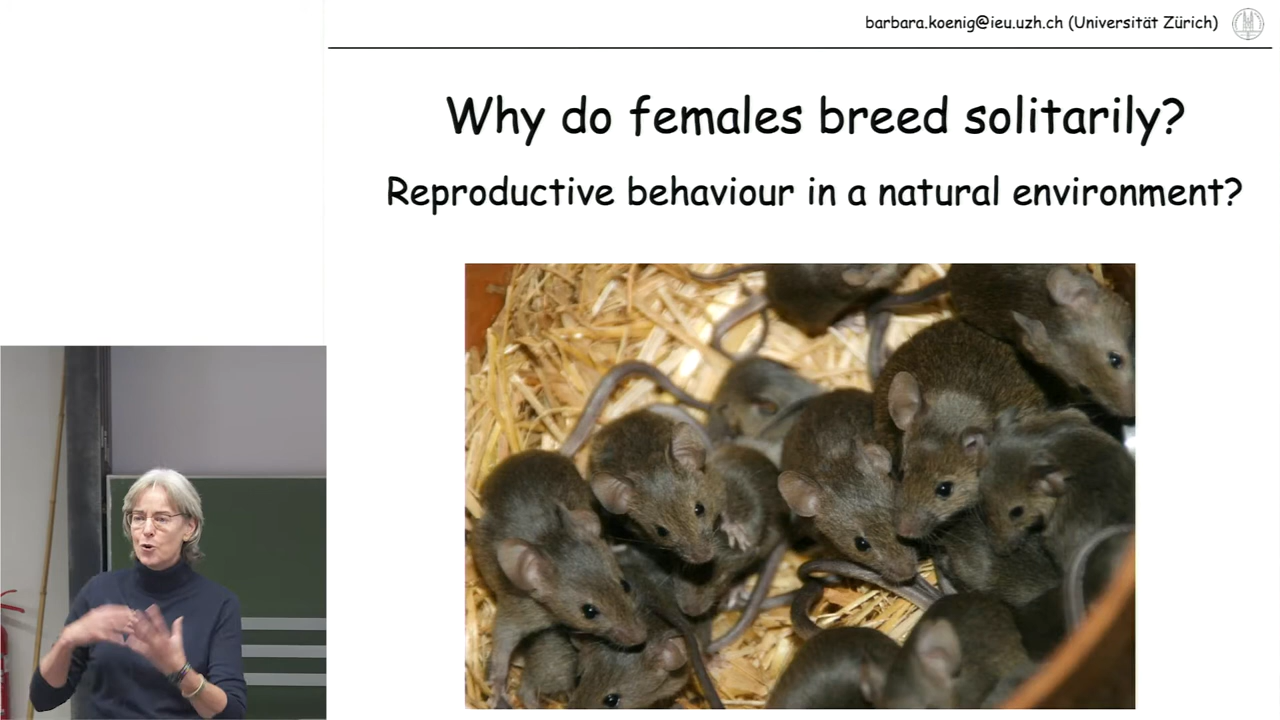 barbara.koenig@ieu.uzh.ch (Universität Zürich)
Why do females breed solitarily?
Reproductive behaviour in a natural environment?